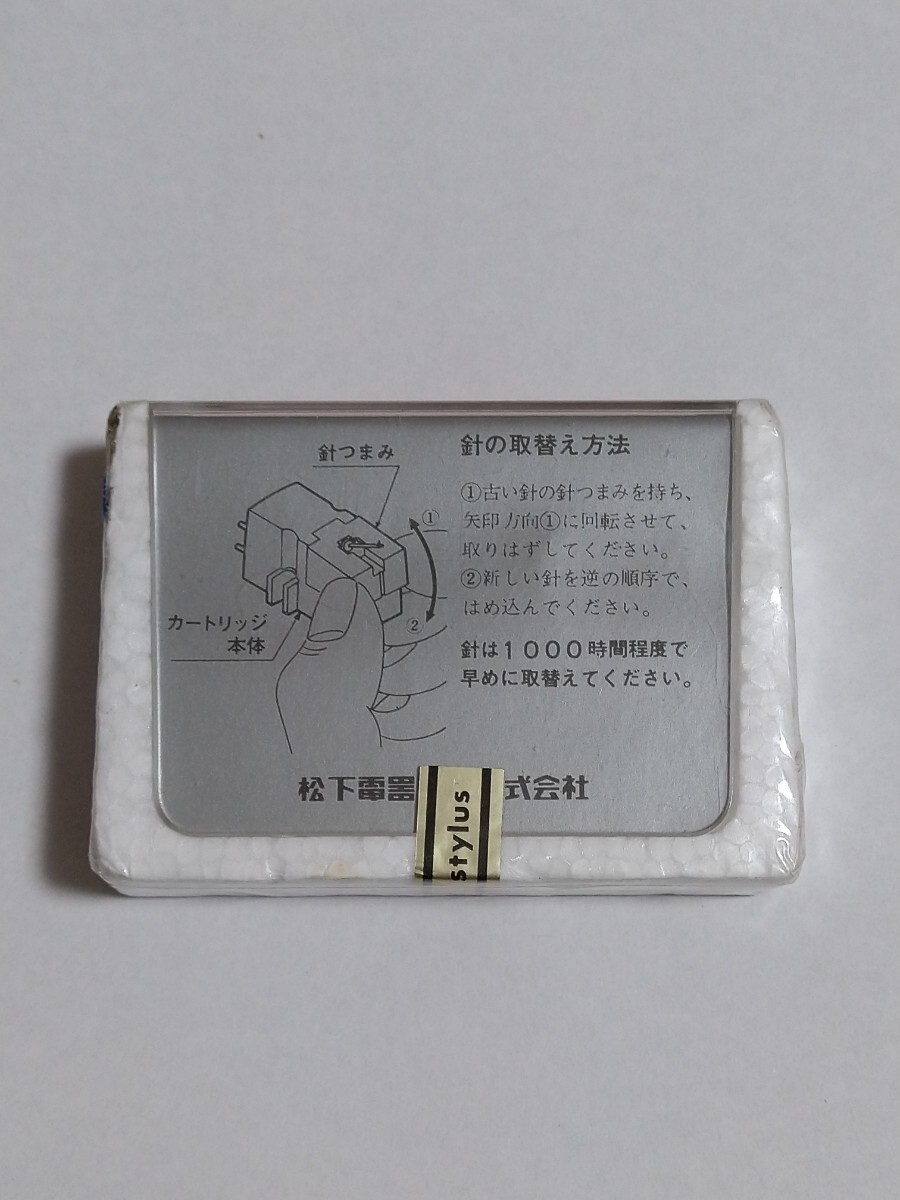 針の取替え方法
①古い針の針つまみを持ち、
矢印方向①に回転させて、
取りはずしてください。
②新しい針を逆の順序で、
はめ込んでください。
針は1000時間程度で
早めに取替えてください。
針つまみ
①
②
カートリッジ
本体
松下電器 式会社
stylus